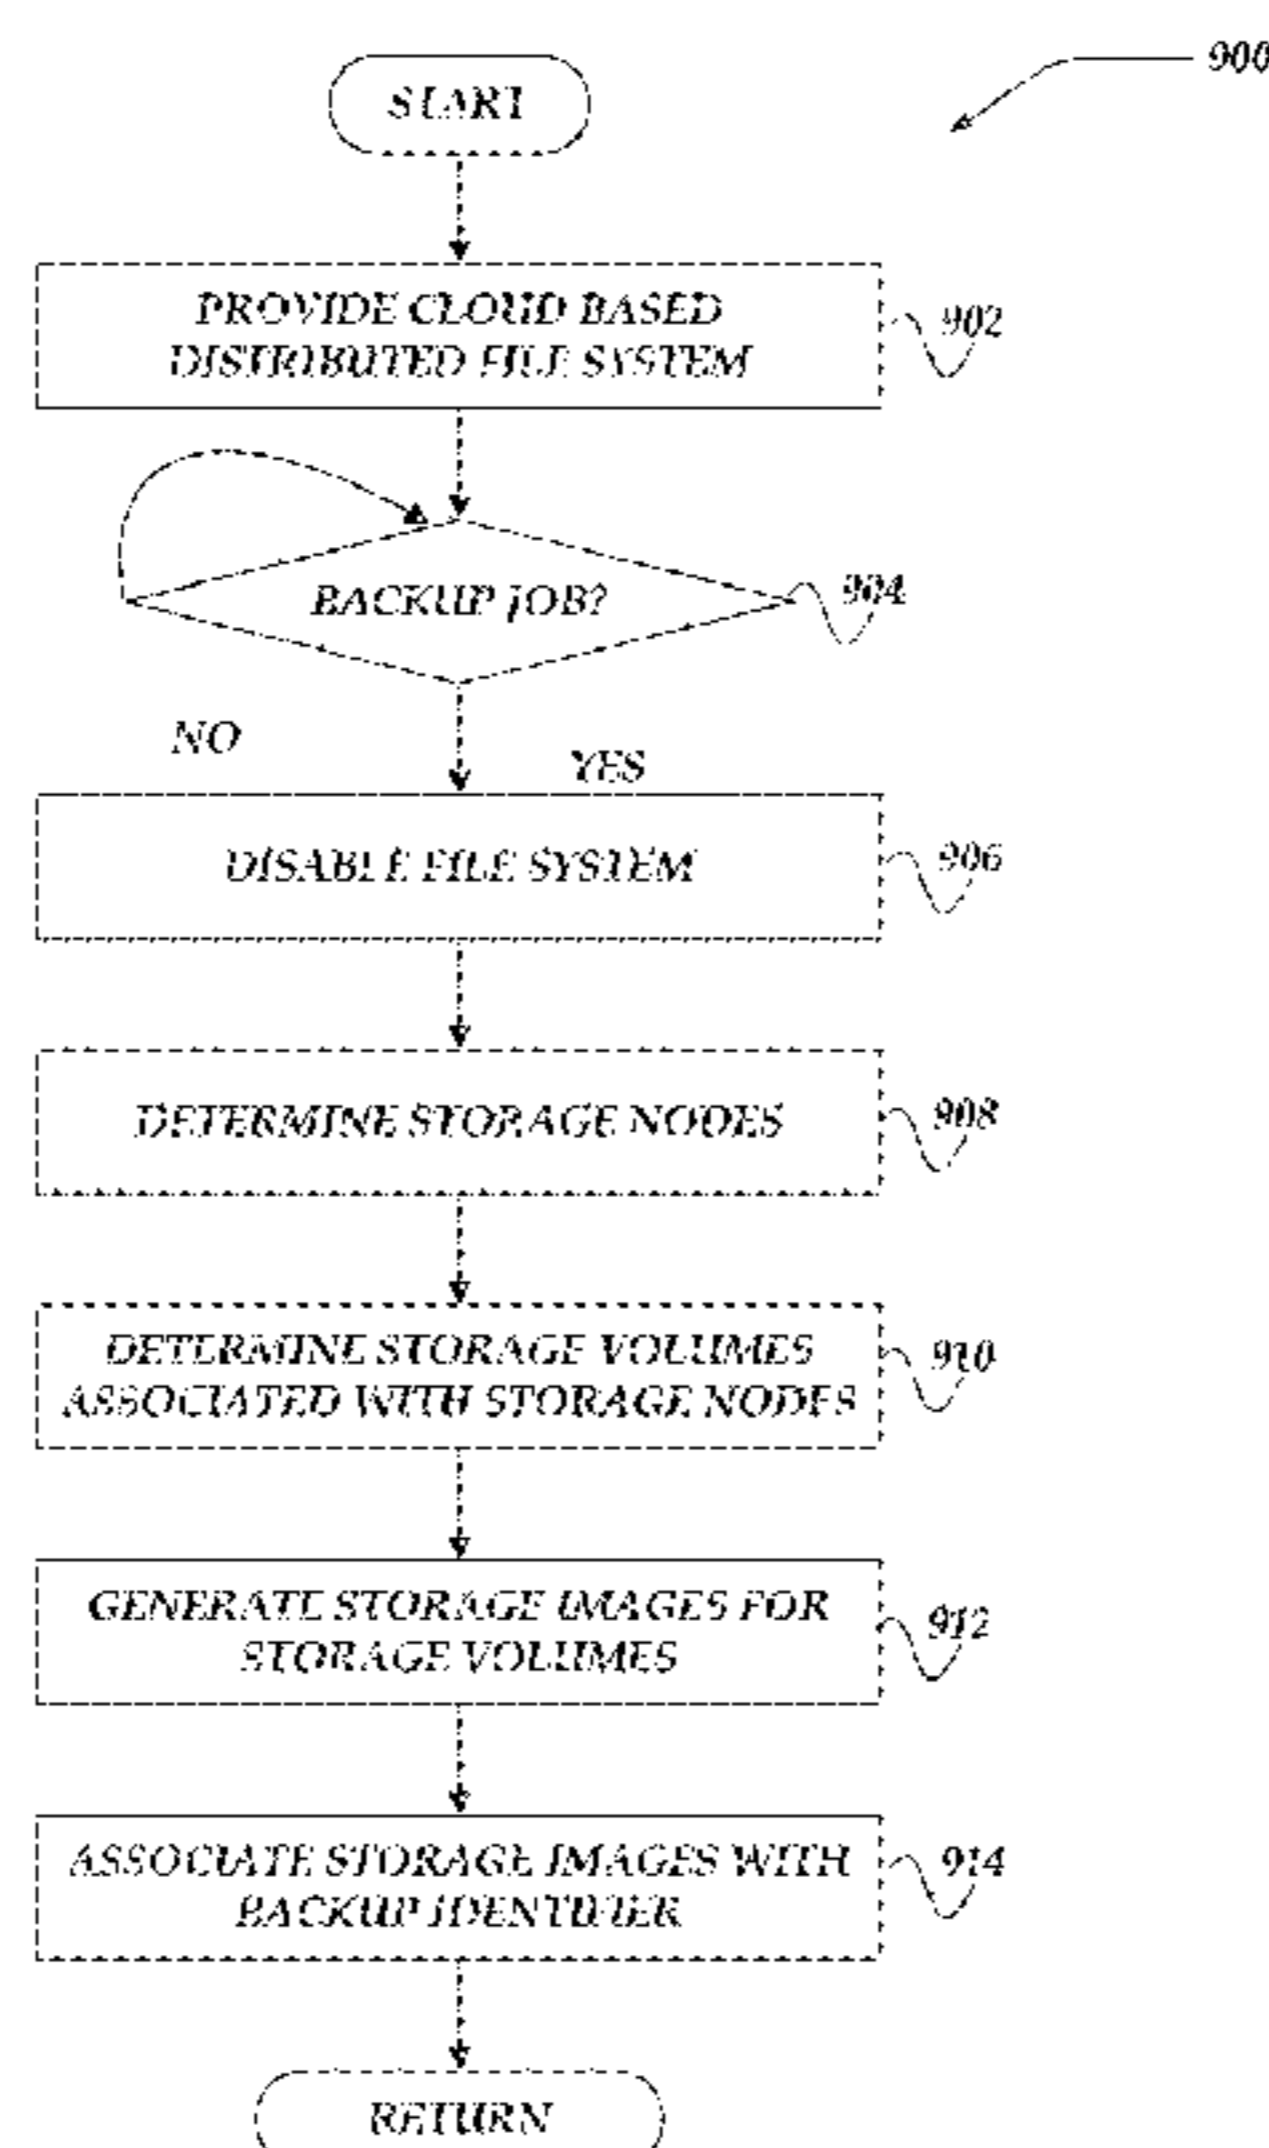 START
900
PROVIDE CLOUD BASED
DISTRIBUTED FILE SYSTEM
902
BACKUP JOB?
904
NO
YES
DISABLE FILE SYSTEM
906
DETERMINE STORAGE NODES
908
DETERMINE STORAGE VOLUMES
ASSOCIATED WITH STORAGE NODES
910
GENERATE STORAGE IMAGES FOR
STORAGE VOLUMES
912
ASSOCIATE STORAGE IMAGES WITH
BACKUP IDENTIFIER
914
RETURN